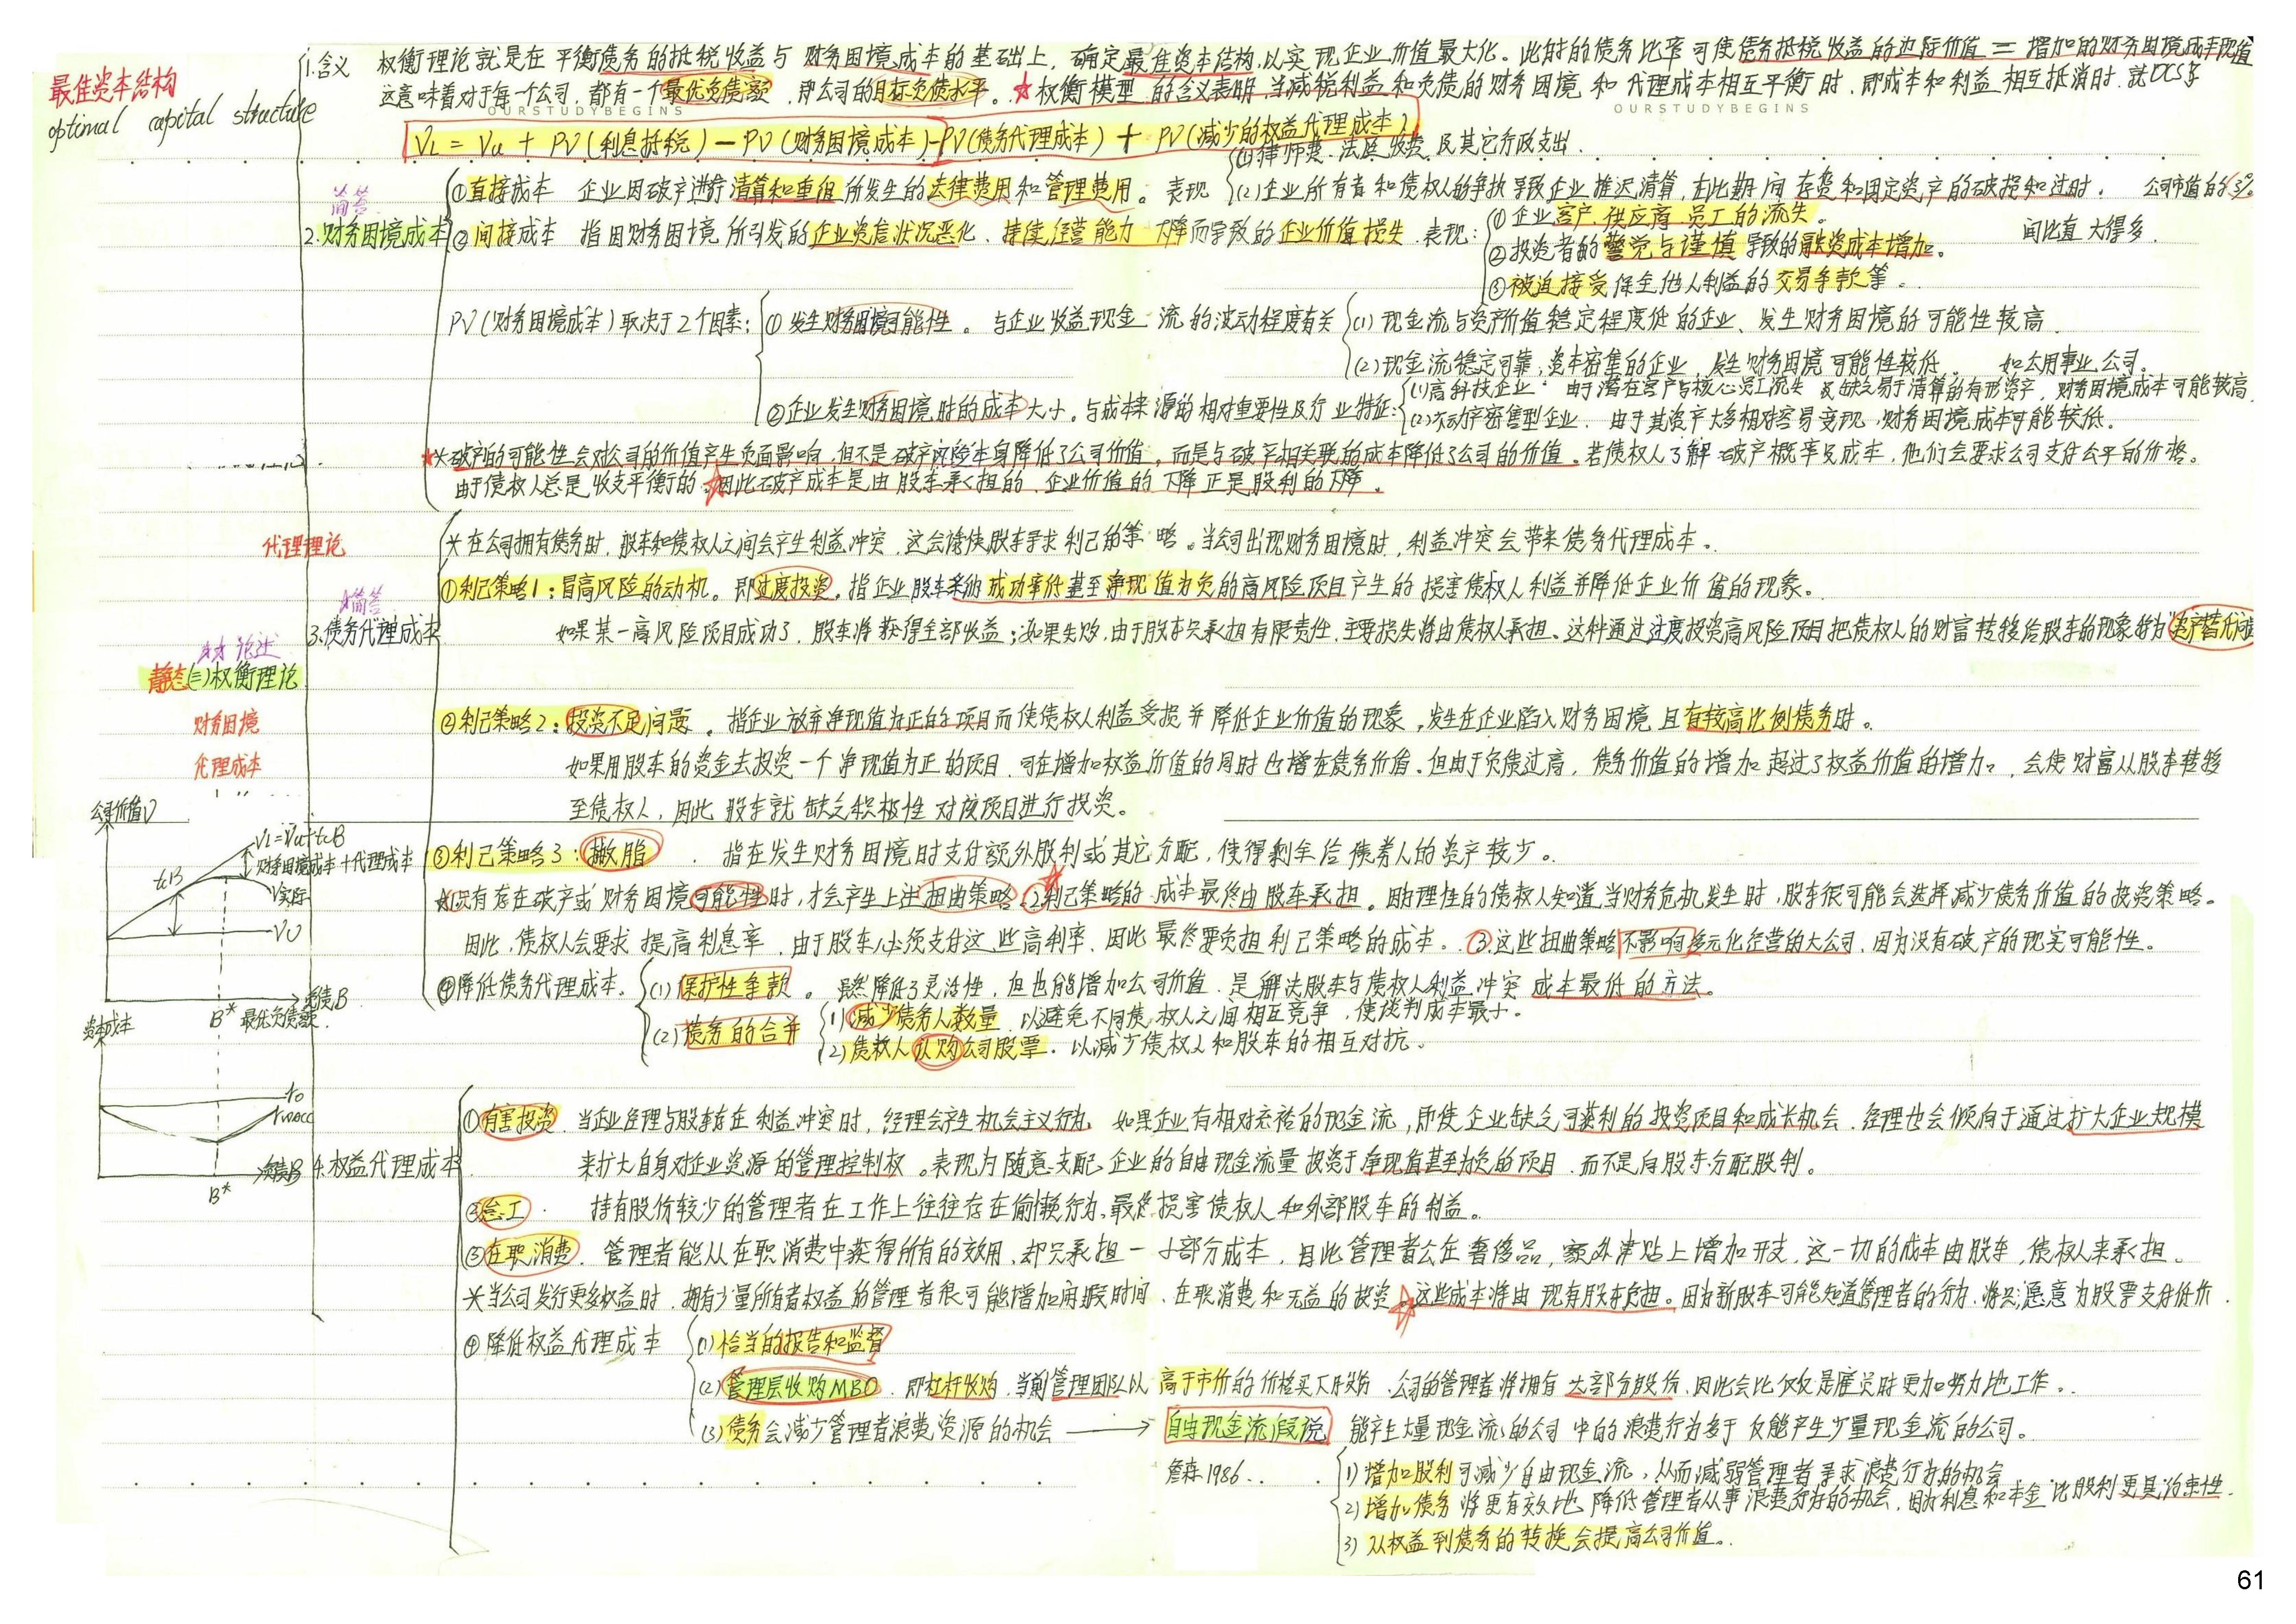 最佳资本结构
optimal capital structure
1.含义 权衡理论就是在平衡债务的抵税收益与财务困境成本的基础上，确定最佳资本结构，以实现企业价值最大化。此时的债务比率可使债务抵税收益的边际价值=增加的财务困境成本现值
这意味着对于每一个公司，都有一个最优负债额，即公司的目标负债水平。★权衡模型的含义表明，当减税利益和负债的财务困境和代理成本相互平衡时，即成本和利益相互抵消时，就OCS了
OURSTUDYBEGINS
OURSTUDYBEGINS
VL = Vu + PV(利息抵税) - PV(财务困境成本) - PV(债务代理成本) + PV(减少的权益代理成本)
简答
2.财务困境成本
①直接成本 企业因破产进行清算和重组所发生的法律费用和管理费用。表现
(1)律师费、法庭收费及其它行政支出.
(2)企业所有者和债权人的争执导致企业推迟清算,在此期间存货和固定资产的破损和过时. 公司市值的3%
②间接成本 指因财务困境所引发的企业资信状况恶化、持续经营能力下降而导致的企业价值损失.表现:
①企业客户、供应商、员工的流失。
②投资者的警觉与谨慎导致的融资成本增加。
③被迫接受保全他人利益的交易条款等。
间比直大得多.
PV(财务困境成本)取决于2个因素:
①发生财务困境可能性。与企业收益现金流的波动程度有关
(1)现金流与资产价值稳定程度低的企业、发生财务困境的可能性较高.
(2)现金流稳定可靠,资本密集的企业,发生财务困境可能性较低. 如公用事业公司.
②企业发生财务困境时的成本大小。与成本来源的相对重要性及行业特征:
(1)高科技企业.由于潜在客户与核心员工流失及缺乏易于清算的有形资产,财务困境成本可能较高.
(2)不动产密集型企业.由于其资产大多相对容易变现,财务困境成本可能较低.
★*破产的可能性会对公司的价值产生负面影响,但不是破产风险本身降低了公司价值,而是与破产相关联的成本降低了公司的价值。若债权人了解破产概率及成本,他们会要求公司支付公平的价格。
由于债权人总是收支平衡的.★因此破产成本是由股东承担的.企业价值的下降正是股利的下降.
代理理论
*在公司拥有债务时,股东和债权人之间会产生利益冲突,这会诱使股东寻求利己的策略。当公司出现财务困境时,利益冲突会带来债务代理成本.
简答
3.债务代理成本
①利己策略1:冒高风险的动机。即过度投资.指企业股东采纳成功率低甚至净现值为负的高风险项目产生的损害债权人利益并降低企业价值的现象。
如果某一高风险项目成功了,股东将获得全部收益;如果失败,由于股东只承担有限责任,主要损失将由债权人承担.这种通过过度投资高风险项目把债权人的财富转移给股东的现象称为资产替代问题
论述
静态(三)权衡理论
财务困境
代理成本
②利己策略2:投资不足问题。指企业放弃净现值为正的项目而使债权人利益受损并降低企业价值的现象,发生在企业陷入财务困境且有较高比例债务时。
如果用股东的资金去投资一个净现值为正的项目,可在增加权益价值的同时也增加债务价值.但由于负债过高,债务价值的增加超过了权益价值的增加,会使财富从股东转移
至债权人,因此股东就缺乏积极性对该项目进行投资。
③利己策略3:撇脂. 指在发生财务困境时支付额外股利或其它分配,使得剩余给债券人的资产较少。
*①只有存在破产或财务困境可能性时,才会产生上述扭曲策略.★②利己策略的成本最终由股东承担。因理性的债权人知道,当财务危机发生时,股东很可能会选择减少债务价值的投资策略。
因此,债权人会要求提高利息率.由于股东必须支付这些高利率,因此最终要负担利己策略的成本。③这些扭曲策略不影响多元化经营的大公司.因为没有破产的现实可能性.
④降低债务代理成本.
(1)保护性条款。虽然降低了灵活性,但也能增加公司价值.是解决股东与债权人利益冲突成本最低的方法。
(2)债务的合并
1)减少债务人数量.以避免不同债权人之间相互竞争,使谈判成本最小.
2)债权人认购公司股票.以减少债权人和股东的相互对抗.
公司价值V
VL=Vu+tcB
财务困境成本+代理成本
tcB
V实际
VU
负债B
B* 最优负债额.
资本成本
r0
rWACC
负债B
B*
4.权益代理成本
①有害投资.当企业经理与股东存在利益冲突时,经理会产生机会主义行为.如果企业有相对充裕的现金流,即使企业缺乏可获利的投资项目和成长机会,经理也会倾向于通过扩大企业规模
来扩大自身对企业资源的管理控制权。表现为随意支配企业的自由现金流量投资于净现值甚至为负的项目.而不是向股东分配股利。
②怠工. 持有股份较少的管理者在工作上往往存在偷懒行为,最终损害债权人和外部股东的利益。
③在职消费.管理者能从在职消费中获得所有的效用.却只承担一小部分成本,因此管理者会在奢侈品,额外津贴上增加开支,这一切的成本由股东,债权人来承担.
*当公司发行更多权益时,拥有少量所有者权益的管理者很可能增加闲暇时间、在职消费和无益的投资.★这些成本将由现有股东负担。因为新股东可能知道管理者的行为,将只愿意为股票支付低价.
④降低权益代理成本
(1)恰当的报告和监督
(2)管理层收购MBO.即杠杆收购,当前管理团队以高于市价的价格买下股份.公司的管理者将拥有大部分股份,因此会比仅仅是雇员时更加努力地工作.
(3)债务会减少管理者浪费资源的机会 → 自由现金流假说 能产生大量现金流的公司中的浪费行为多于仅能产生少量现金流的公司.
詹森1986..
1)增加股利可减少自由现金流,从而减弱管理者寻求浪费行为的机会
2)增加债务将更有效地降低管理者从事浪费行为的机会,因为利息和本金比股利更具约束性.
3)从权益到债务的转换会提高公司价值。
61